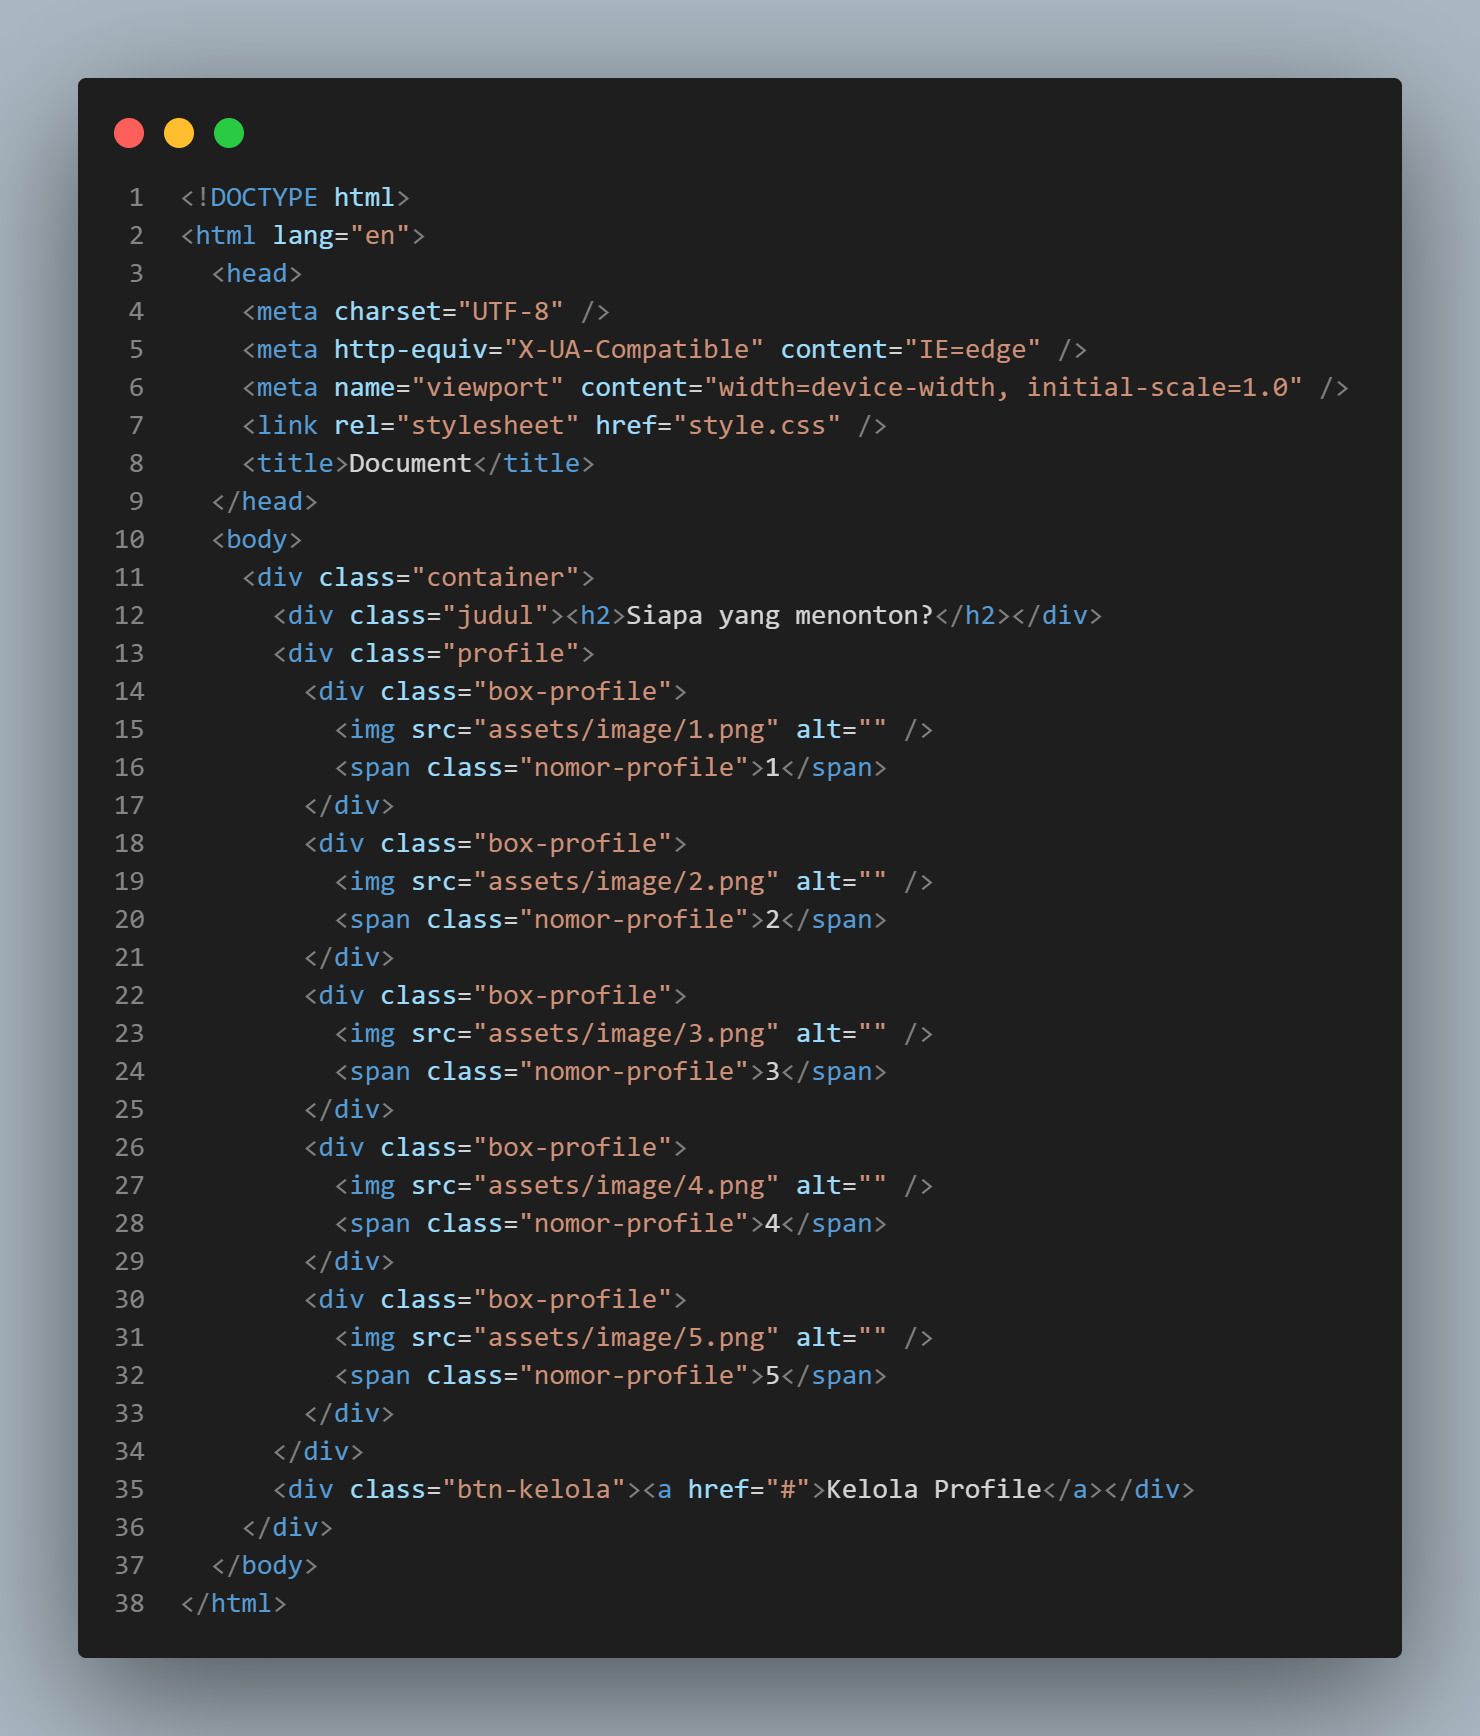 1 <!DOCTYPE html>
2 <html lang="en">
3   <head>
4     <meta charset="UTF-8" />
5     <meta http-equiv="X-UA-Compatible" content="IE=edge" />
6     <meta name="viewport" content="width=device-width, initial-scale=1.0" />
7     <link rel="stylesheet" href="style.css" />
8     <title>Document</title>
9   </head>
10   <body>
11     <div class="container">
12       <div class="judul"><h2>Siapa yang menonton?</h2></div>
13       <div class="profile">
14         <div class="box-profile">
15           <img src="assets/image/1.png" alt="" />
16           <span class="nomor-profile">1</span>
17         </div>
18         <div class="box-profile">
19           <img src="assets/image/2.png" alt="" />
20           <span class="nomor-profile">2</span>
21         </div>
22         <div class="box-profile">
23           <img src="assets/image/3.png" alt="" />
24           <span class="nomor-profile">3</span>
25         </div>
26         <div class="box-profile">
27           <img src="assets/image/4.png" alt="" />
28           <span class="nomor-profile">4</span>
29         </div>
30         <div class="box-profile">
31           <img src="assets/image/5.png" alt="" />
32           <span class="nomor-profile">5</span>
33         </div>
34       </div>
35       <div class="btn-kelola"><a href="#">Kelola Profile</a></div>
36     </div>
37   </body>
38 </html>